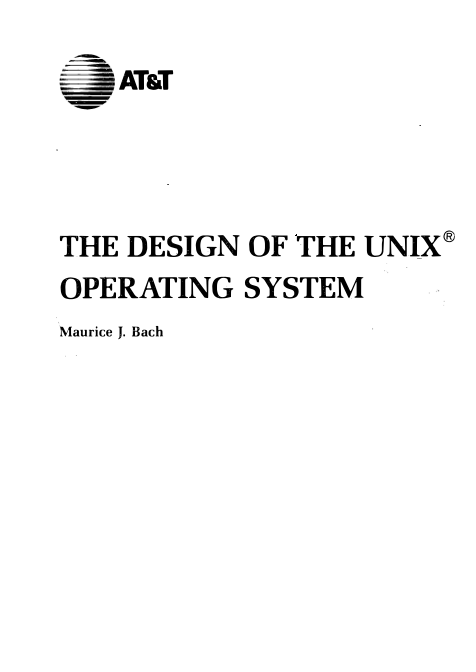 AT&T
THE DESIGN OF THE UNIX®
OPERATING SYSTEM
Maurice J. Bach